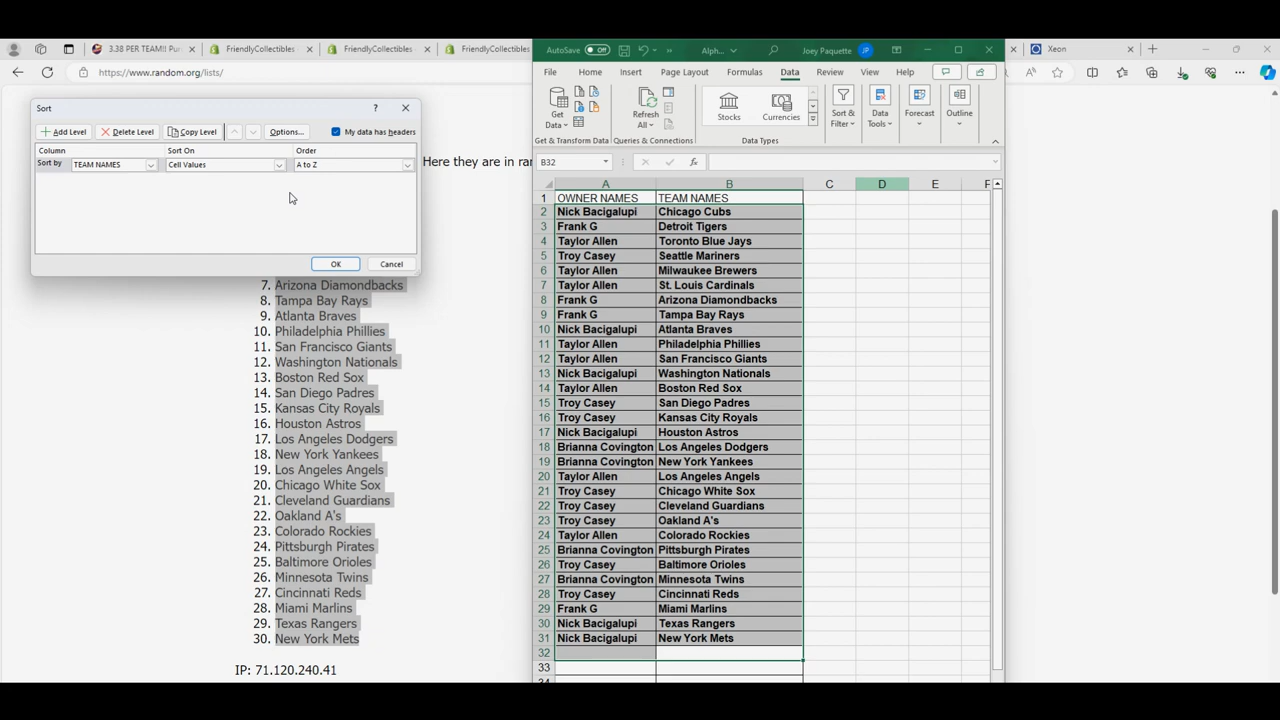 3.38 PER TEAM!! Pu
FriendlyCollectibles
FriendlyCollectibles
FriendlyCollectibles
https://www.random.org/lists/
Sort
?
Add Level
Delete Level
Copy Level
Options...
My data has headers
Column
Sort On
Order
Sort by
TEAM NAMES
Cell Values
A to Z
OK
Cancel
Here they are in ran
7. Arizona Diamondbacks
8. Tampa Bay Rays
9. Atlanta Braves
10. Philadelphia Phillies
11. San Francisco Giants
12. Washington Nationals
13. Boston Red Sox
14. San Diego Padres
15. Kansas City Royals
16. Houston Astros
17. Los Angeles Dodgers
18. New York Yankees
19. Los Angeles Angels
20. Chicago White Sox
21. Cleveland Guardians
22. Oakland A's
23. Colorado Rockies
24. Pittsburgh Pirates
25. Baltimore Orioles
26. Minnesota Twins
27. Cincinnati Reds
28. Miami Marlins
29. Texas Rangers
30. New York Mets
IP: 71.120.240.41
AutoSave Off
Alph...
Joey Paquette JP
File Home Insert Page Layout Formulas Data Review View Help
Get Data
Refresh All
Stocks
Currencies
Sort & Filter
Forecast
Outline
Get & Transform Data
Queries & Connections
Data Types
B32
fx
A B C D E F
1 OWNER NAMES TEAM NAMES
2 Nick Bacigalupi Chicago Cubs
3 Frank G Detroit Tigers
4 Taylor Allen Toronto Blue Jays
5 Troy Casey Seattle Mariners
6 Taylor Allen Milwaukee Brewers
7 Taylor Allen St. Louis Cardinals
8 Frank G Arizona Diamondbacks
9 Frank G Tampa Bay Rays
10 Nick Bacigalupi Atlanta Braves
11 Taylor Allen Philadelphia Phillies
12 Taylor Allen San Francisco Giants
13 Nick Bacigalupi Washington Nationals
14 Taylor Allen Boston Red Sox
15 Troy Casey San Diego Padres
16 Troy Casey Kansas City Royals
17 Nick Bacigalupi Houston Astros
18 Brianna Covington Los Angeles Dodgers
19 Brianna Covington New York Yankees
20 Taylor Allen Los Angeles Angels
21 Troy Casey Chicago White Sox
22 Troy Casey Cleveland Guardians
23 Troy Casey Oakland A's
24 Taylor Allen Colorado Rockies
25 Brianna Covington Pittsburgh Pirates
26 Troy Casey Baltimore Orioles
27 Brianna Covington Minnesota Twins
28 Troy Casey Cincinnati Reds
29 Frank G Miami Marlins
30 Nick Bacigalupi Texas Rangers
31 Nick Bacigalupi New York Mets
32
33
Xeon